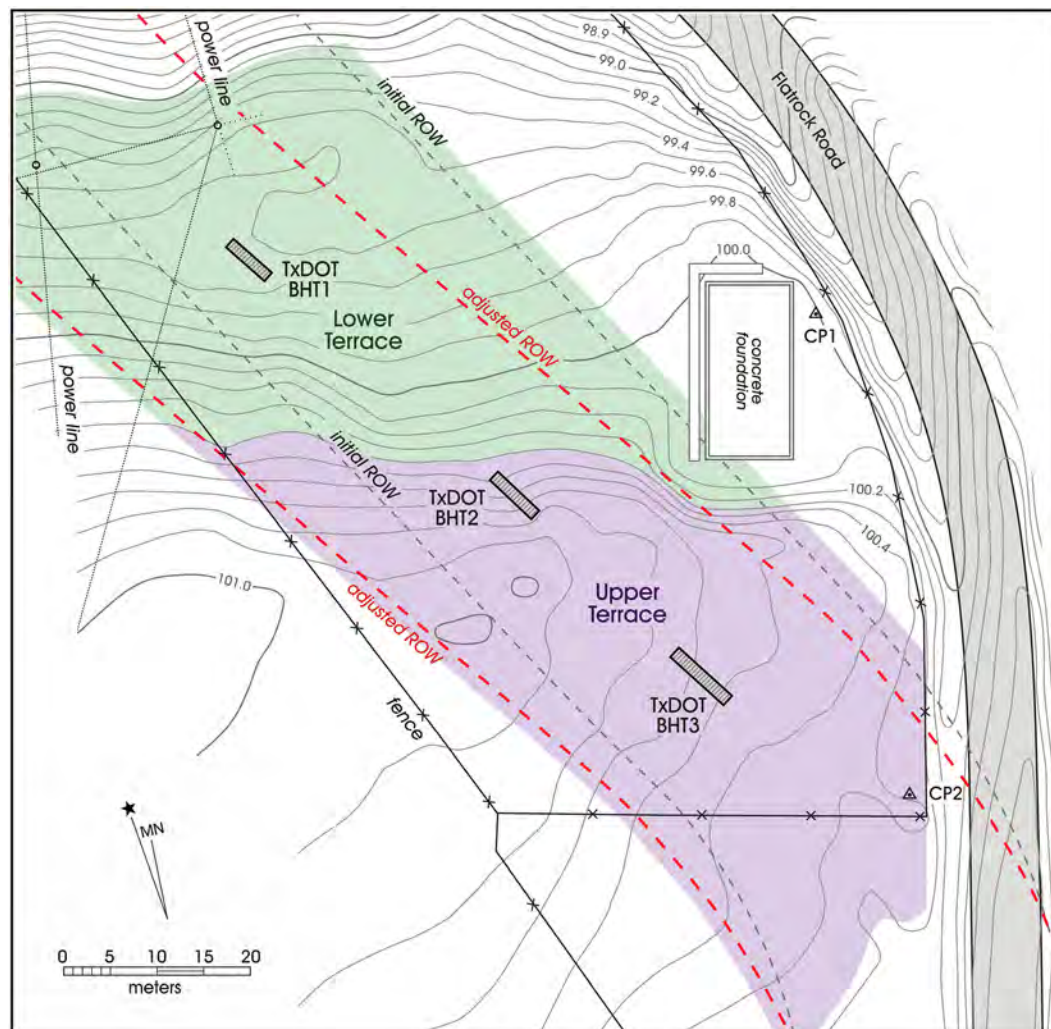 power line
power line
initial ROW
98.9
99.0
99.2
99.4
99.6
99.8
100.0
Flatrock Road
TxDOT
BHT1
Lower
Terrace
adjusted ROW
concrete
foundation
CP1
power line
initial ROW
TxDOT
BHT2
100.2
100.4
101.0
Upper
Terrace
adjusted ROW
fence
TxDOT
BHT3
CP2
MN
0 5 10 15 20
meters